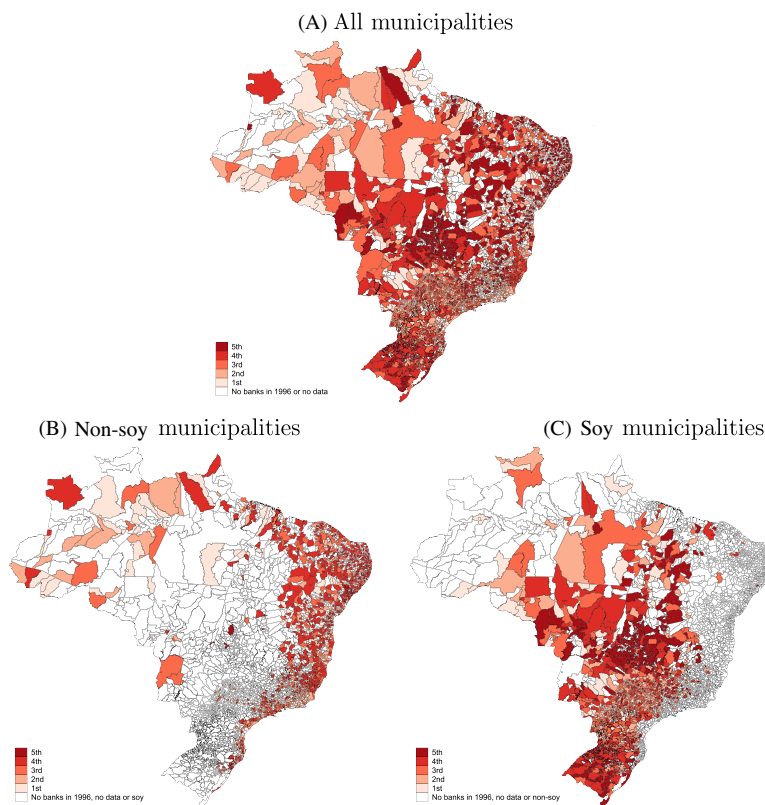 (A) All municipalities
5th
4th
3rd
2nd
1st
No banks in 1996 or no data
(B) Non-soy municipalities
(C) Soy municipalities
5th
4th
3rd
2nd
1st
No banks in 1996, no data or soy
5th
4th
3rd
2nd
1st
No banks in 1996, no data or non-soy